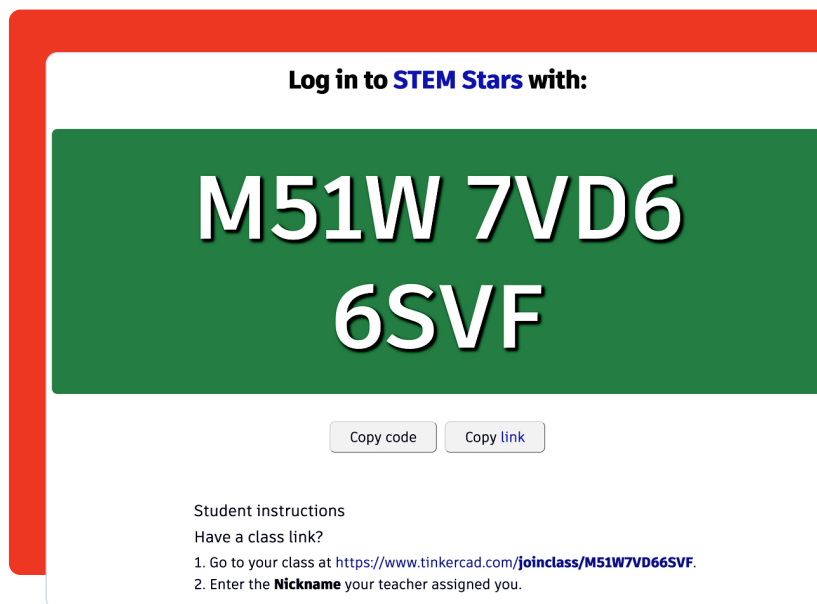 Log in to STEM Stars with:
M51W 7VD6
6SVF
Copy code Copy link
Student instructions
Have a class link?
1. Go to your class at https://www.tinkercad.com/joinclass/M51W7VD66SVF.
2. Enter the Nickname your teacher assigned you.